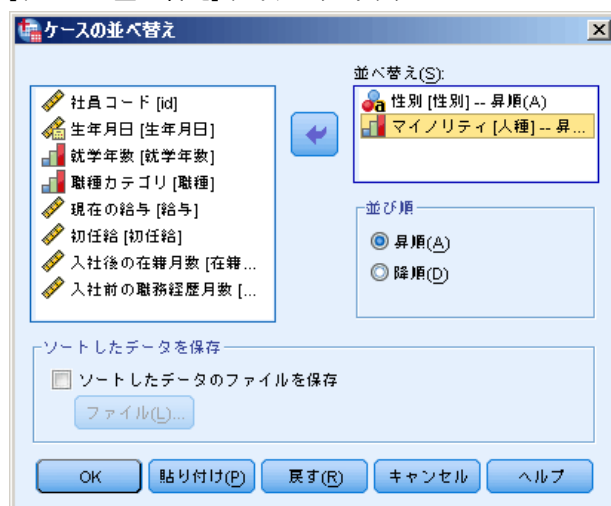 ケースの並べ替え
並べ替え(S):
社員コード [id]
生年月日 [生年月日]
就学年数 [就学年数]
職種カテゴリ [職種]
現在の給与 [給与]
初任給 [初任給]
入社後の在籍月数 [在籍...
入社前の職務経歴月数 [...
性別 [性別] -- 昇順(A)
マイノリティ [人種] -- 昇...
並び順
昇順(A)
降順(D)
ソートしたデータを保存
ソートしたデータのファイルを保存
ファイル(L)...
OK
貼り付け(P)
戻す(R)
キャンセル
ヘルプ